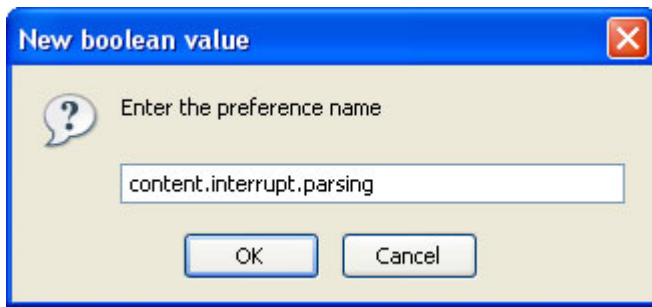 New boolean value
Enter the preference name
content.interrupt.parsing
OK
Cancel